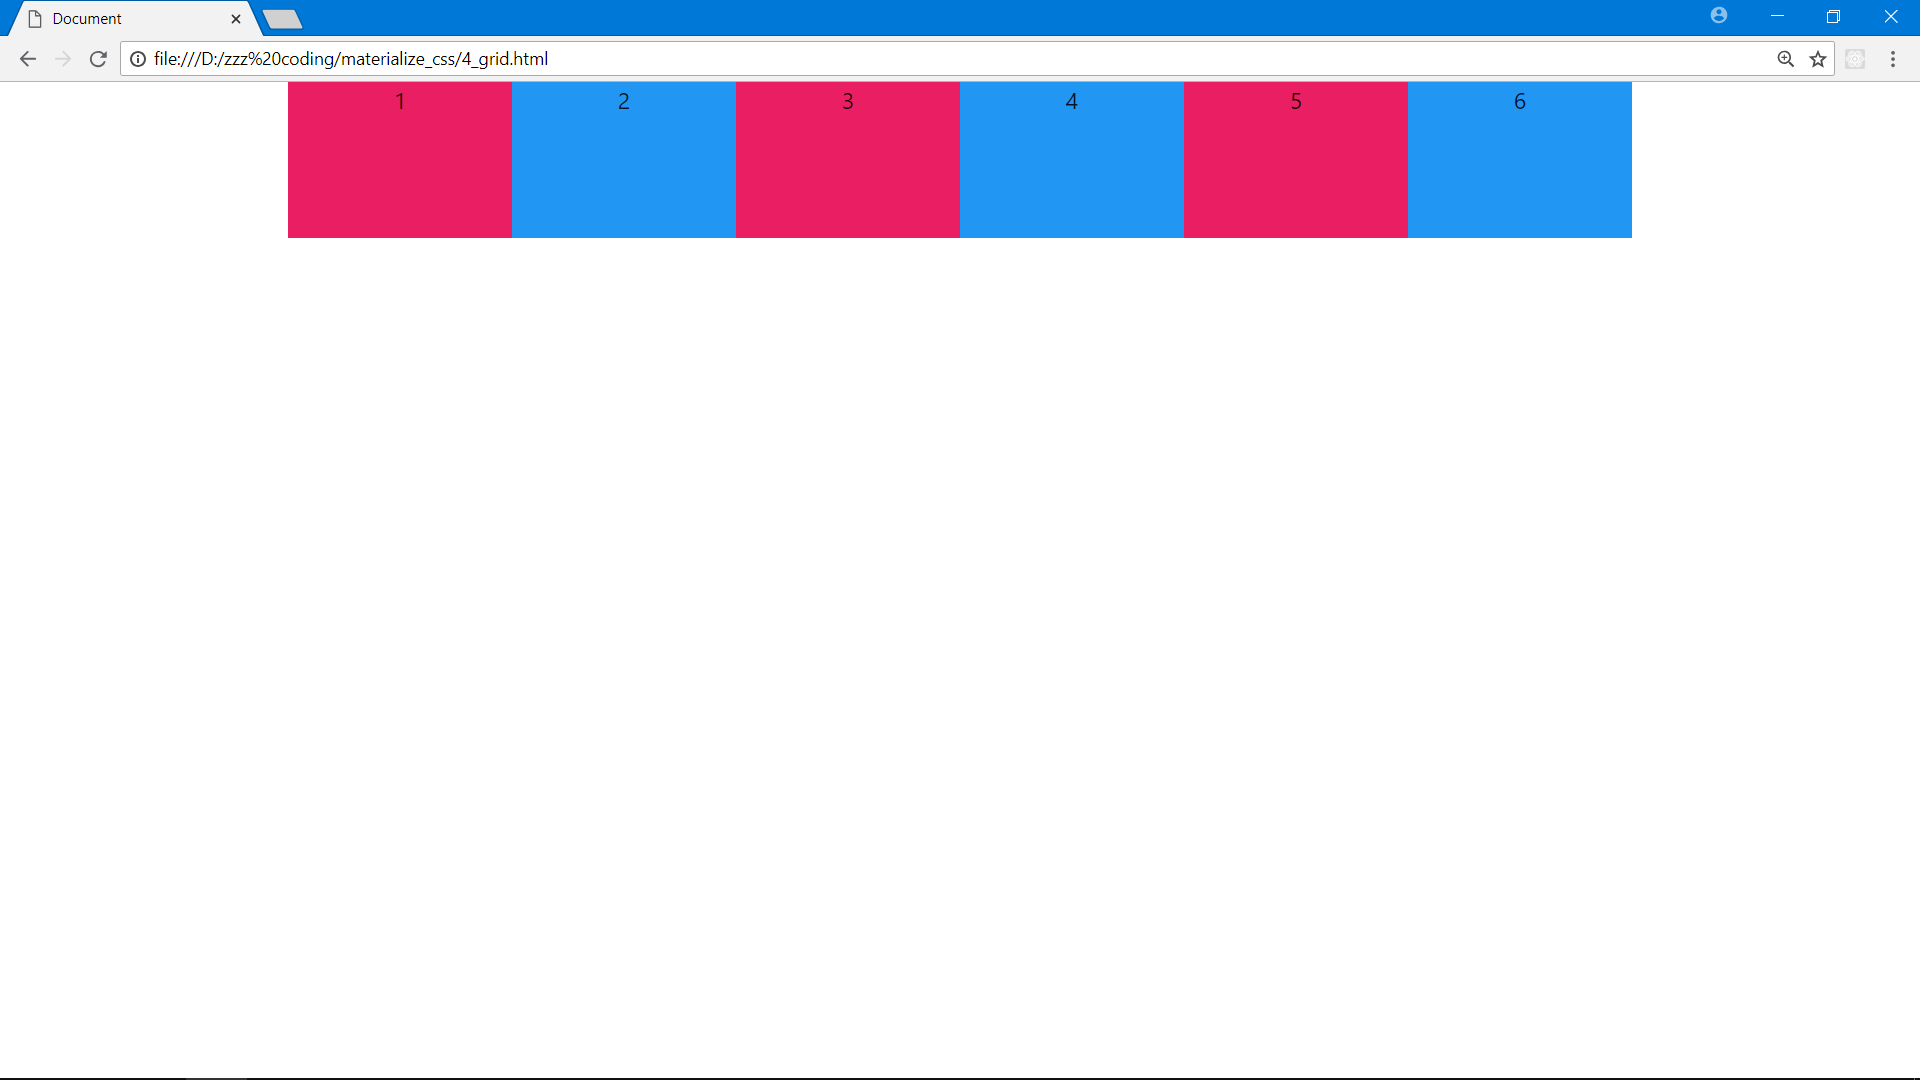 Document
file:///D:/zzz%20coding/materialize_css/4_grid.html
1 2 3 4 5 6